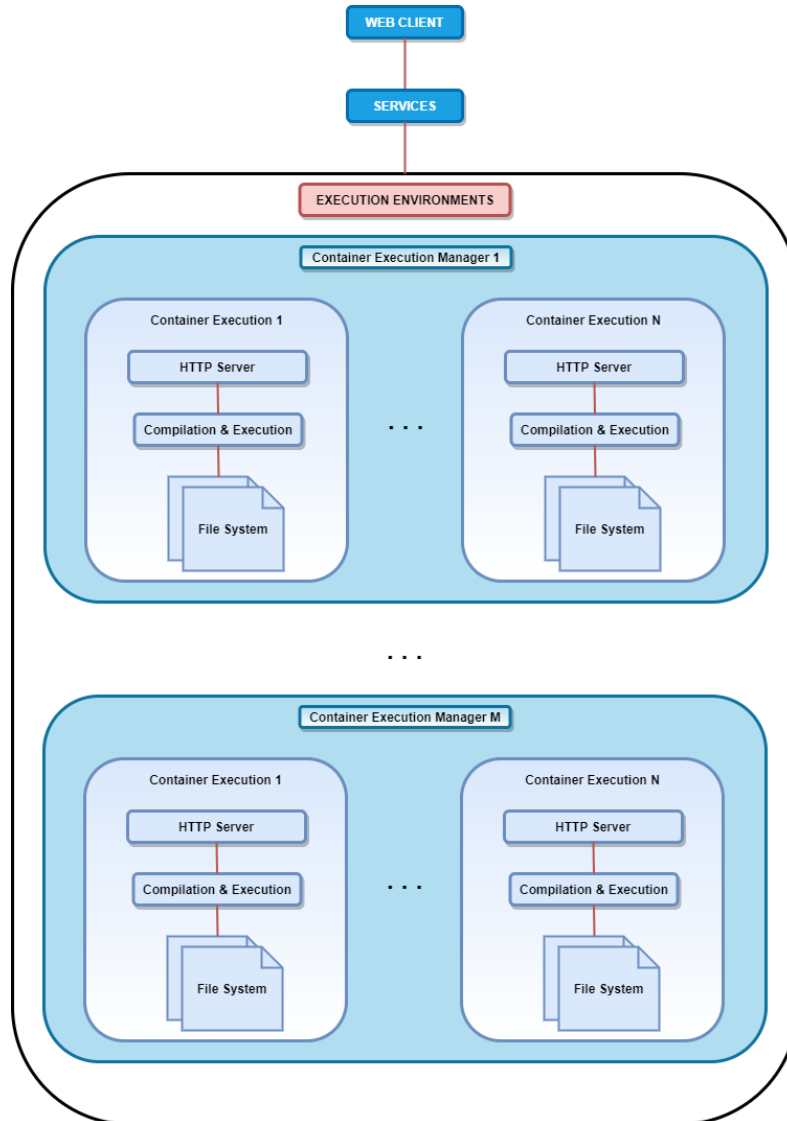 WEB CLIENT
SERVICES
EXECUTION ENVIRONMENTS
Container Execution Manager 1
Container Execution 1
Container Execution N
HTTP Server
HTTP Server
Compilation & Execution
. . .
Compilation & Execution
File System
File System
. . .
Container Execution Manager M
Container Execution 1
Container Execution N
HTTP Server
HTTP Server
Compilation & Execution
. . .
Compilation & Execution
File System
File System